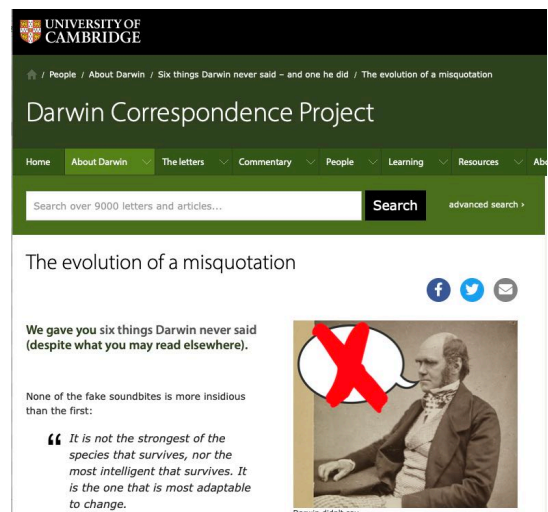 UNIVERSITY OF
CAMBRIDGE
/ People / About Darwin / Six things Darwin never said – and one he did / The evolution of a misquotation
Darwin Correspondence Project
Home About Darwin The letters Commentary People Learning Resources
Search over 9000 letters and articles... Search advanced search ›
The evolution of a misquotation
We gave you six things Darwin never said
(despite what you may read elsewhere).
None of the fake soundbites is more insidious
than the first:
“ It is not the strongest of the
species that survives, nor the
most intelligent that survives. It
is the one that is most adaptable
to change.